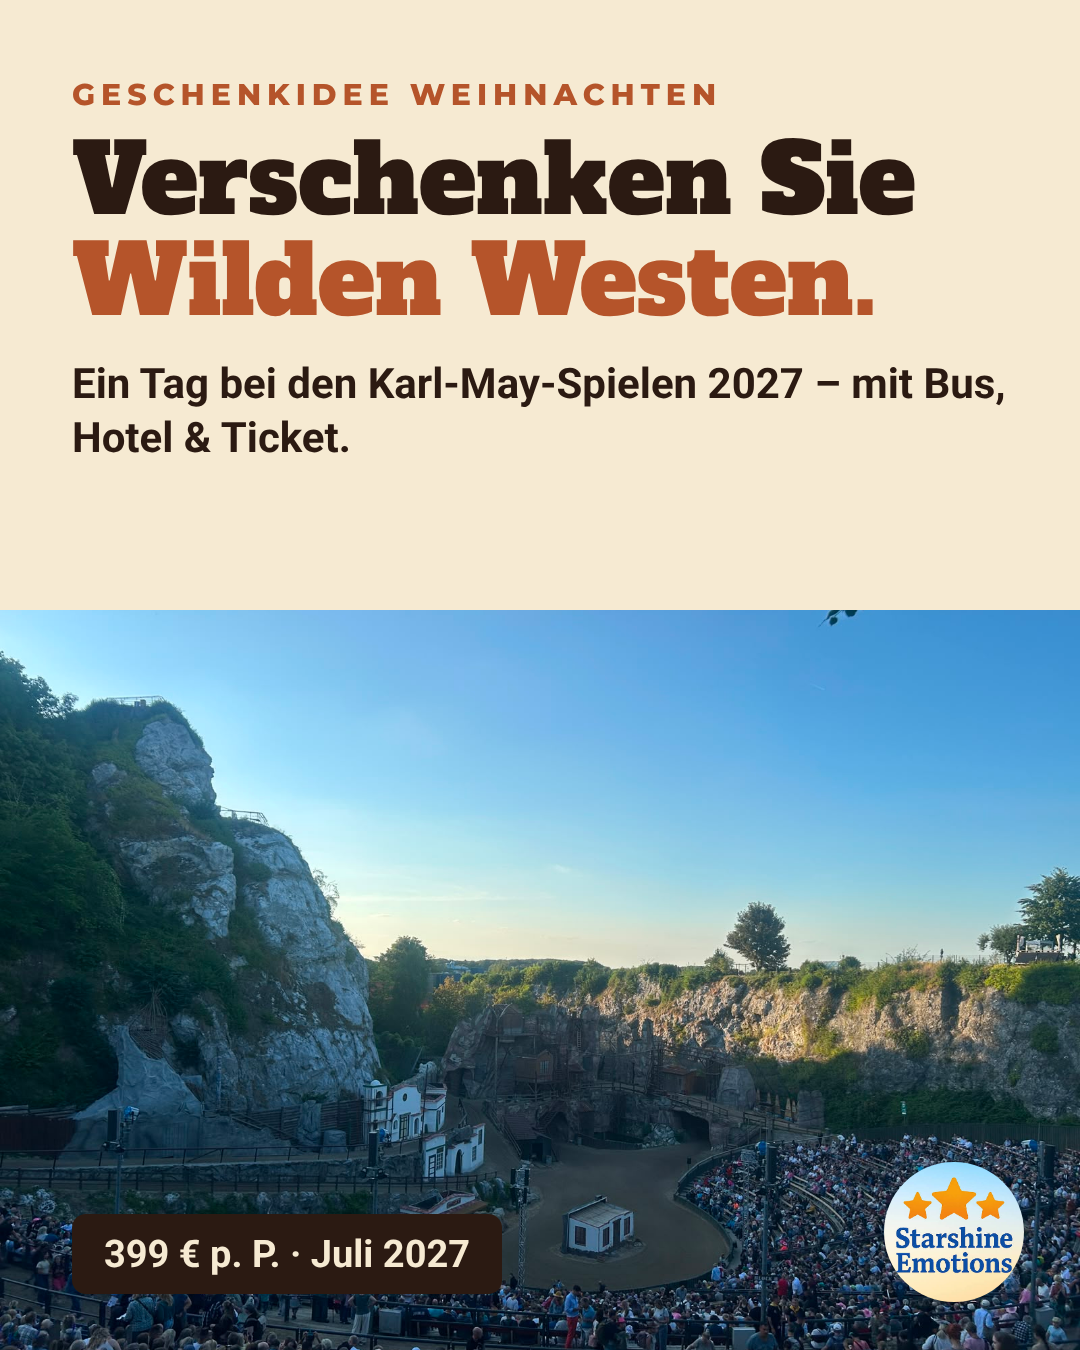 GESCHENKIDEE WEIHNACHTEN
Verschenken Sie
Wilden Westen.
Ein Tag bei den Karl-May-Spielen 2027 – mit Bus,
Hotel & Ticket.
399 € p. P. · Juli 2027
Starshine
Emotions